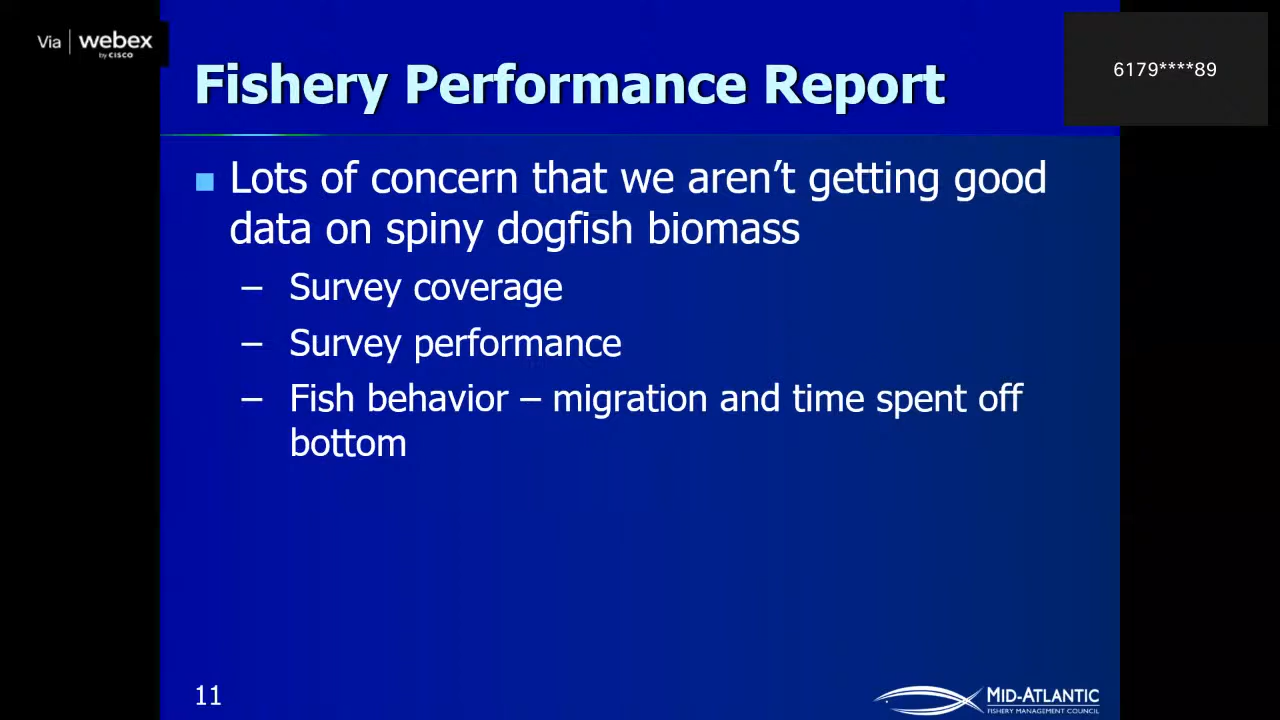 Via | webex
by CISCO
6179****89
Fishery Performance Report
Lots of concern that we aren’t getting good
data on spiny dogfish biomass
– Survey coverage
– Survey performance
– Fish behavior – migration and time spent off
bottom
11
MID-ATLANTIC
FISHERY MANAGEMENT COUNCIL